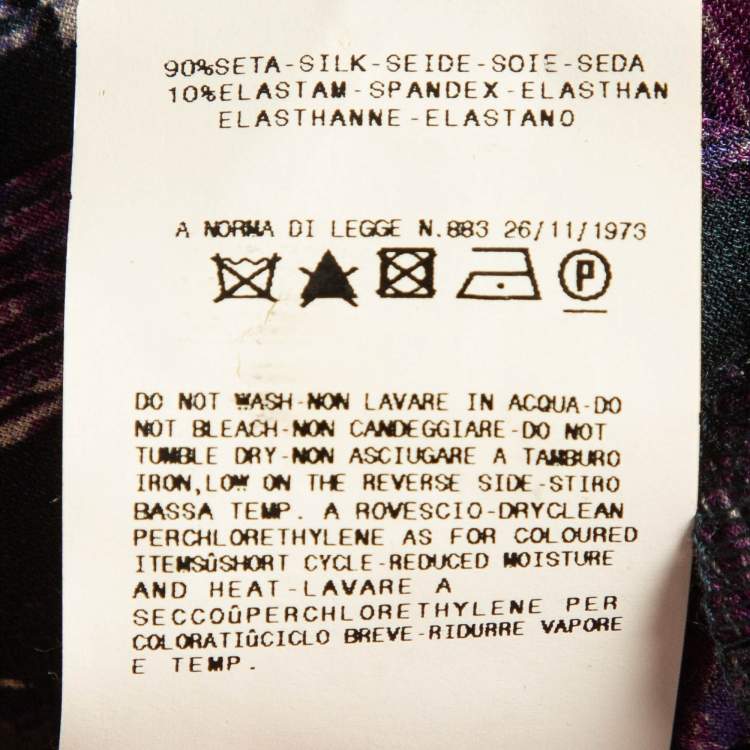 90%SETA-SILK-SEIDE-SOIE-SEDA
10%ELASTAM-SPANDEX-ELASTHAN
ELASTHANNE-ELASTANO
A NORMA DI LEGGE N.883 26/11/1973
P
DO NOT WASH-NON LAVARE IN ACQUA-DO
NOT BLEACH-NON CANDEGGIARE-DO NOT
TUMBLE DRY-NON ASCIUGARE A TAMBURO
IRON,LOW ON THE REVERSE SIDE-STIRO
BASSA TEMP. A ROVESCIO-DRYCLEAN
PERCHLORETHYLENE AS FOR COLOURED
ITEMSÛSHORT CYCLE-REDUCED MOISTURE
AND HEAT-LAVARE A
SECCOÛPERCHLORETHYLENE PER
COLORATIÛCICLO BREVE-RIDURRE VAPORE
E TEMP.